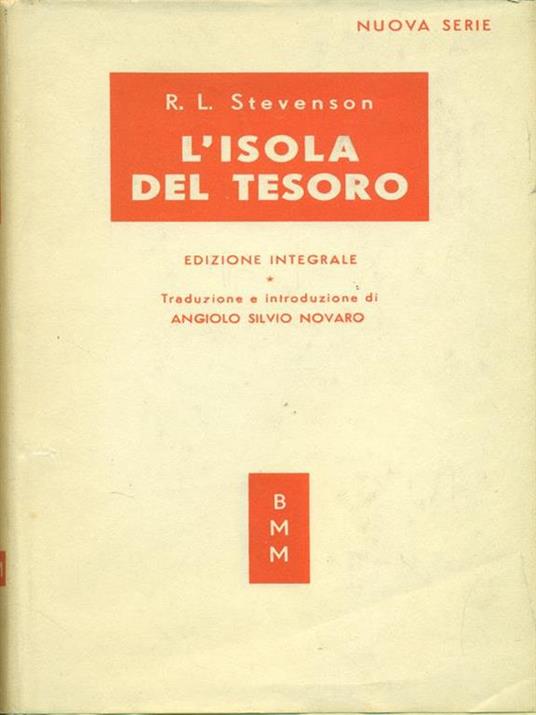 NUOVA SERIE
R. L. Stevenson
L'ISOLA
DEL TESORO
EDIZIONE INTEGRALE
*
Traduzione e introduzione di
ANGIOLO SILVIO NOVARO
B
M
M
M